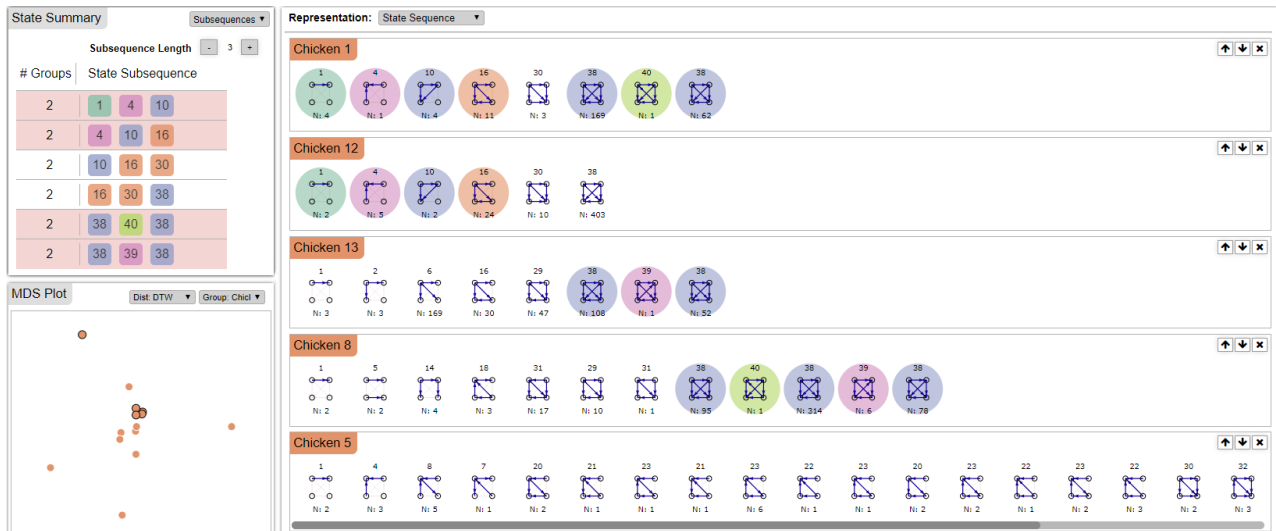 State Summary
Subsequences ▾
Subsequence Length - 3 +
# Groups State Subsequence
2 1 4 10
2 4 10 16
2 10 16 30
2 16 30 38
2 38 40 38
2 38 39 38
MDS Plot
Dist: DTW ▾ Group: Chicl ▾
Representation: State Sequence ▾
Chicken 1
1 4 10 16 30 38 40 38
N: 4 N: 1 N: 4 N: 11 N: 3 N: 169 N: 1 N: 62
Chicken 12
1 4 10 16 30 38
N: 2 N: 5 N: 2 N: 24 N: 10 N: 403
Chicken 13
1 2 6 16 29 38 39 38
N: 3 N: 3 N: 169 N: 30 N: 47 N: 108 N: 1 N: 52
Chicken 8
1 5 14 18 31 29 31 38 40 38 39 38
N: 2 N: 2 N: 4 N: 3 N: 17 N: 10 N: 1 N: 95 N: 1 N: 314 N: 6 N: 78
Chicken 5
1 4 8 7 20 21 23 21 23 22 23 20 23 22 23 22 30 32
N: 2 N: 3 N: 5 N: 1 N: 2 N: 1 N: 1 N: 1 N: 6 N: 1 N: 1 N: 2 N: 2 N: 1 N: 2 N: 3 N: 2 N: 3